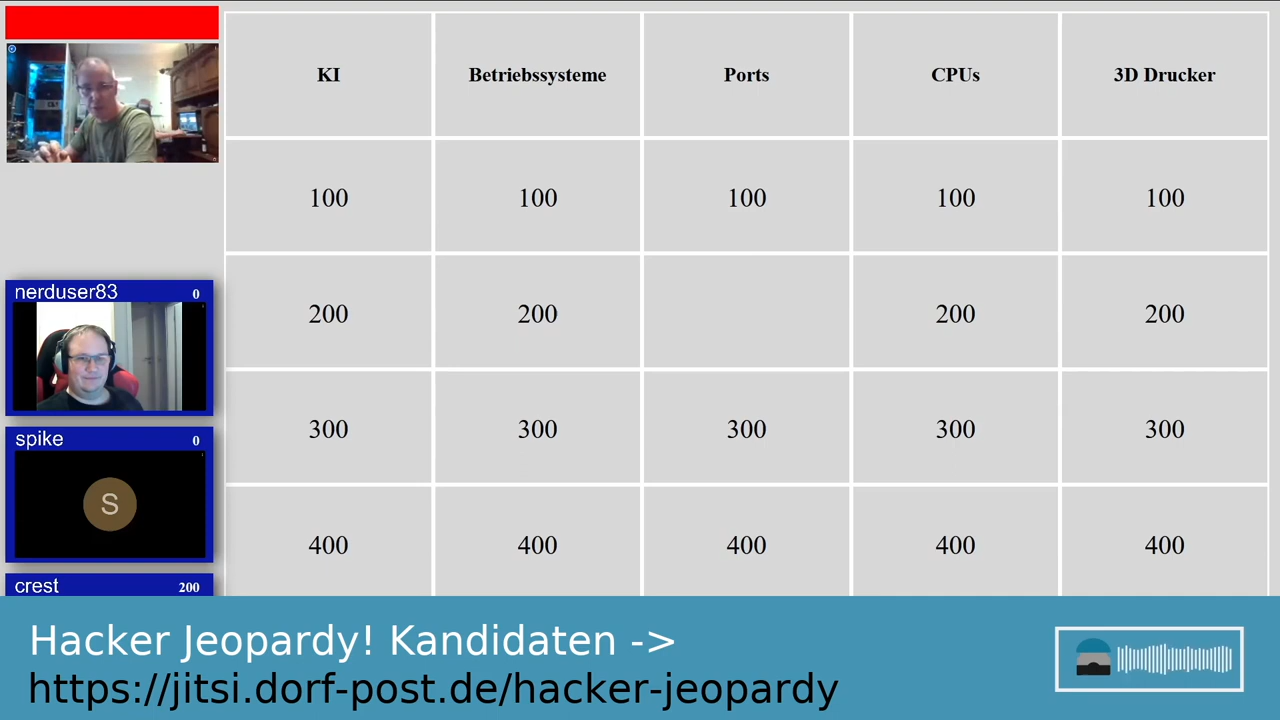 KI Betriebssysteme Ports CPUs 3D Drucker
100 100 100 100 100
200 200 200 200
300 300 300 300 300
400 400 400 400 400
nerduser83 0
spike 0
S
crest 200
Hacker Jeopardy! Kandidaten ->
https://jitsi.dorf-post.de/hacker-jeopardy